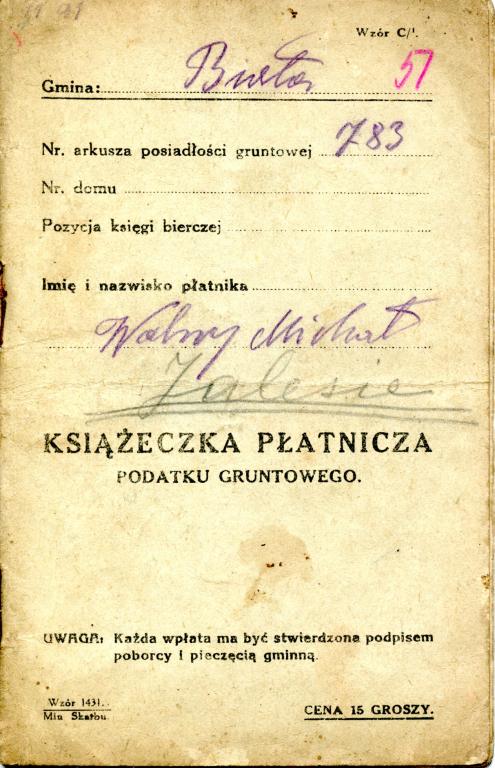 Wzór C/¹.
Gmina:
57
Nr. arkusza posiadłości gruntowej 783
Nr. domu
Pozycja księgi bierczej
Imię i nazwisko płatnika
Michał
Zalesie
KSIĄŻECZKA PŁATNICZA
PODATKU GRUNTOWEGO.
UWAGA: Każda wpłata ma być stwierdzona podpisem
poborcy i pieczęcią gminną.
Wzór 1431.
Min Skarbu.
CENA 15 GROSZY.